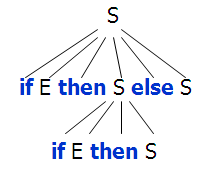 S
if E then S else S
if E then S